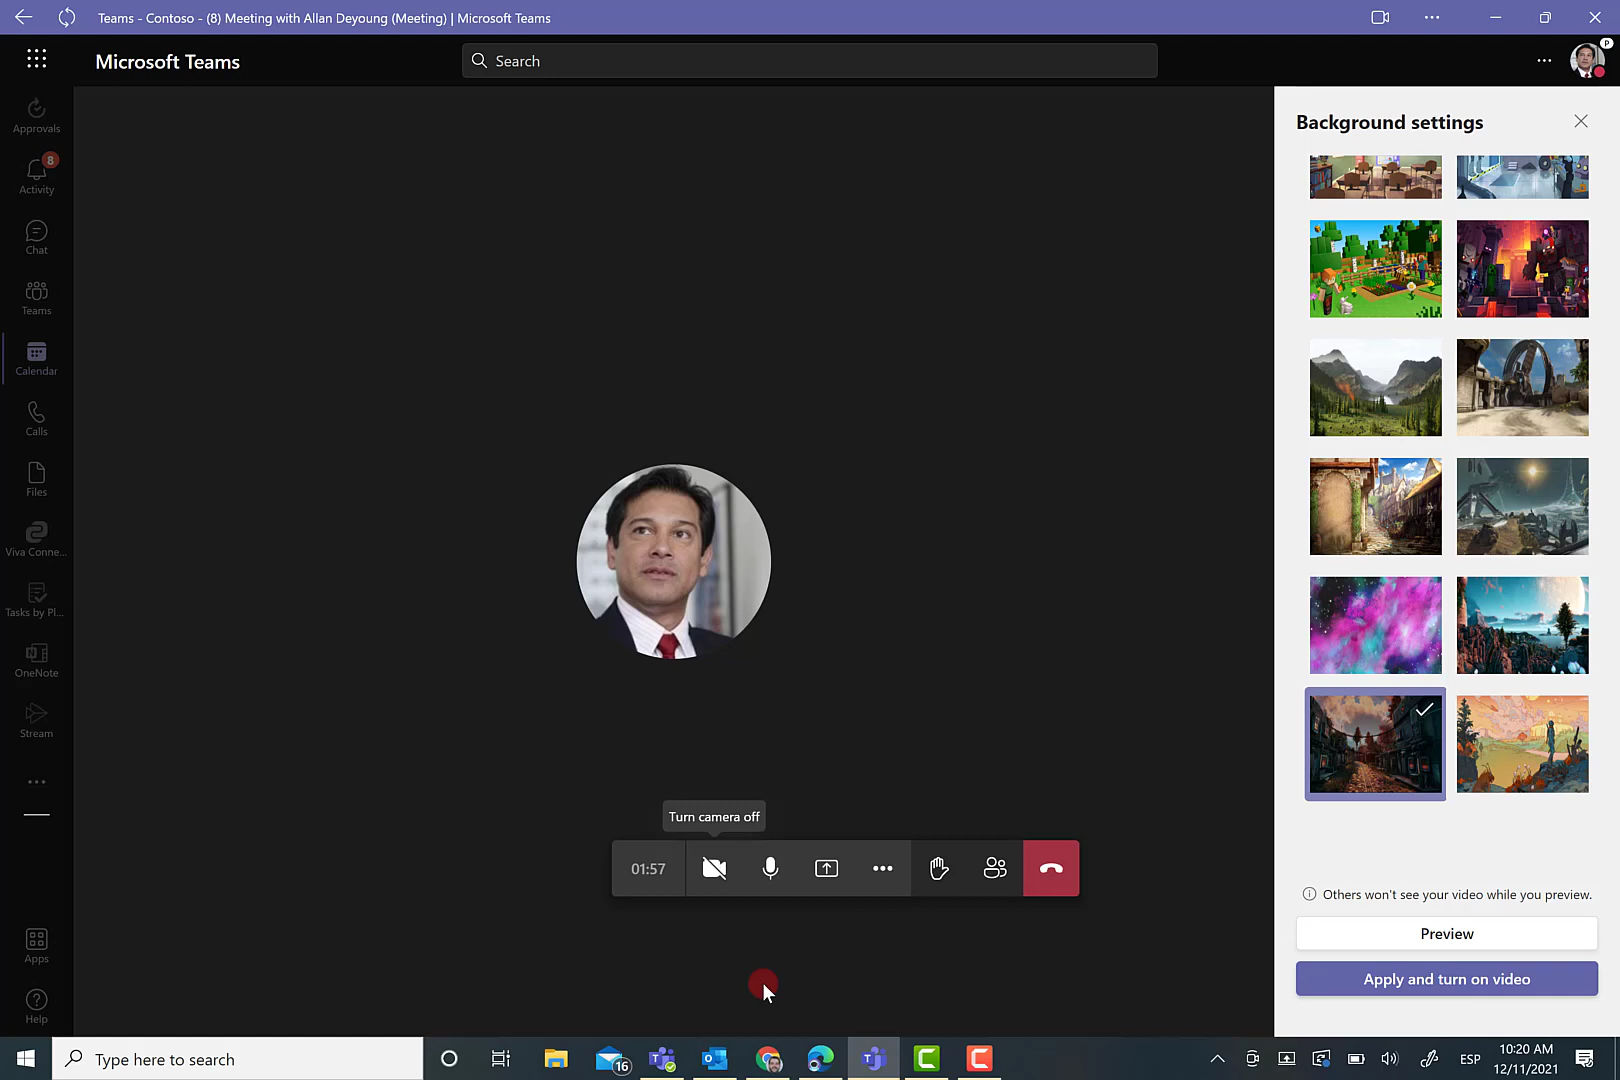 Teams - Contoso - (8) Meeting with Allan Deyoung (Meeting) | Microsoft Teams
Microsoft Teams
Search
P
Approvals
8
Activity
Chat
Teams
Calendar
Calls
Files
Viva Conne...
Tasks by Pl...
OneNote
Stream
Apps
Help
Turn camera off
01:57
Background settings
Others won't see your video while you preview.
Preview
Apply and turn on video
Type here to search
16
ESP
10:20 AM
12/11/2021